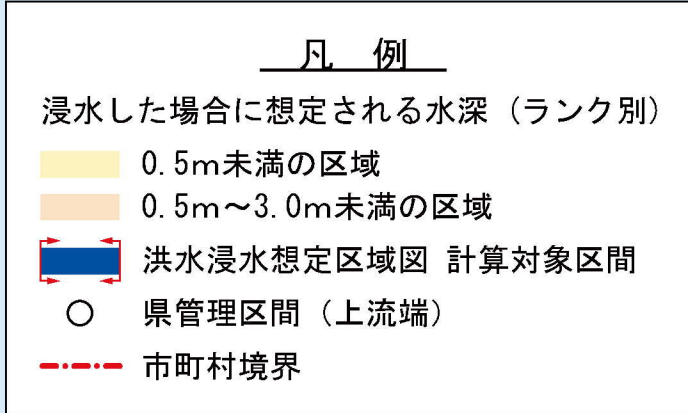 凡 例
浸水した場合に想定される水深（ランク別）
0.5m未満の区域
0.5m～3.0m未満の区域
洪水浸水想定区域図 計算対象区間
県管理区間（上流端）
市町村境界